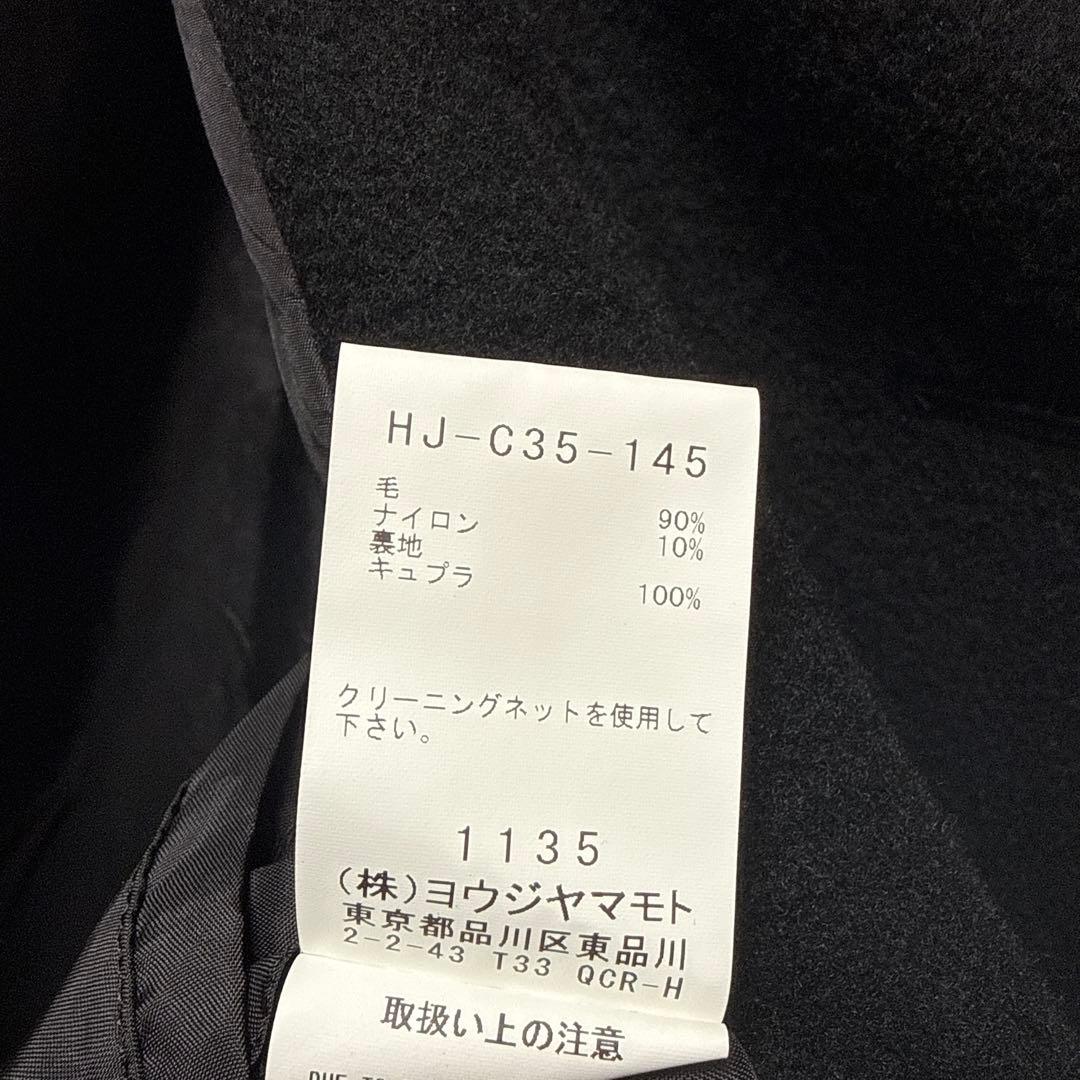 HJ-C35-145
毛 90%
ナイロン 10%
裏地
キュプラ 100%
クリーニングネットを使用して
下さい。
1135
(株)ヨウジヤマモト
東京都品川区東品川
2-2-43 T33 QCR-H
取扱い上の注意